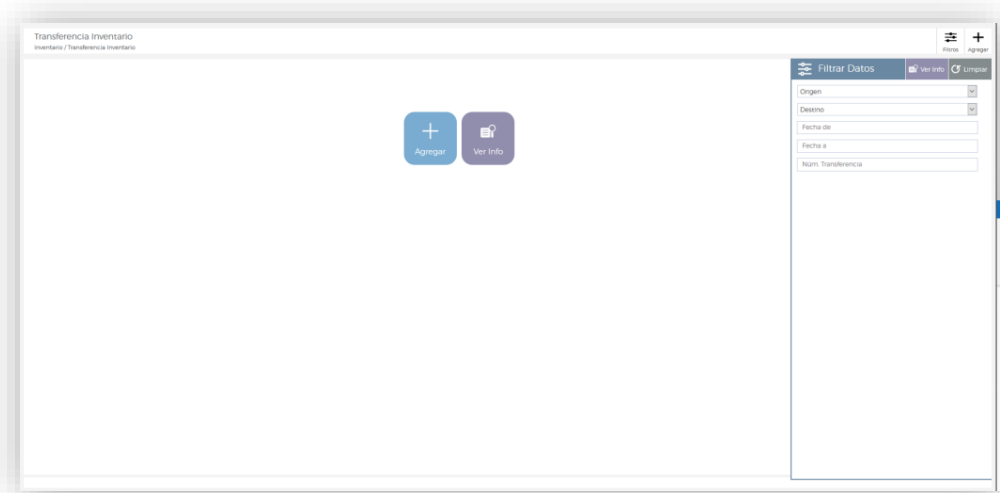 Transferencia Inventario
Inventario / Transferencia Inventario
Filtros Agregar
Filtrar Datos Ver Info Limpiar
Origen
Destino
Fecha de
Fecha a
Núm. Transferencia
Agregar Ver Info